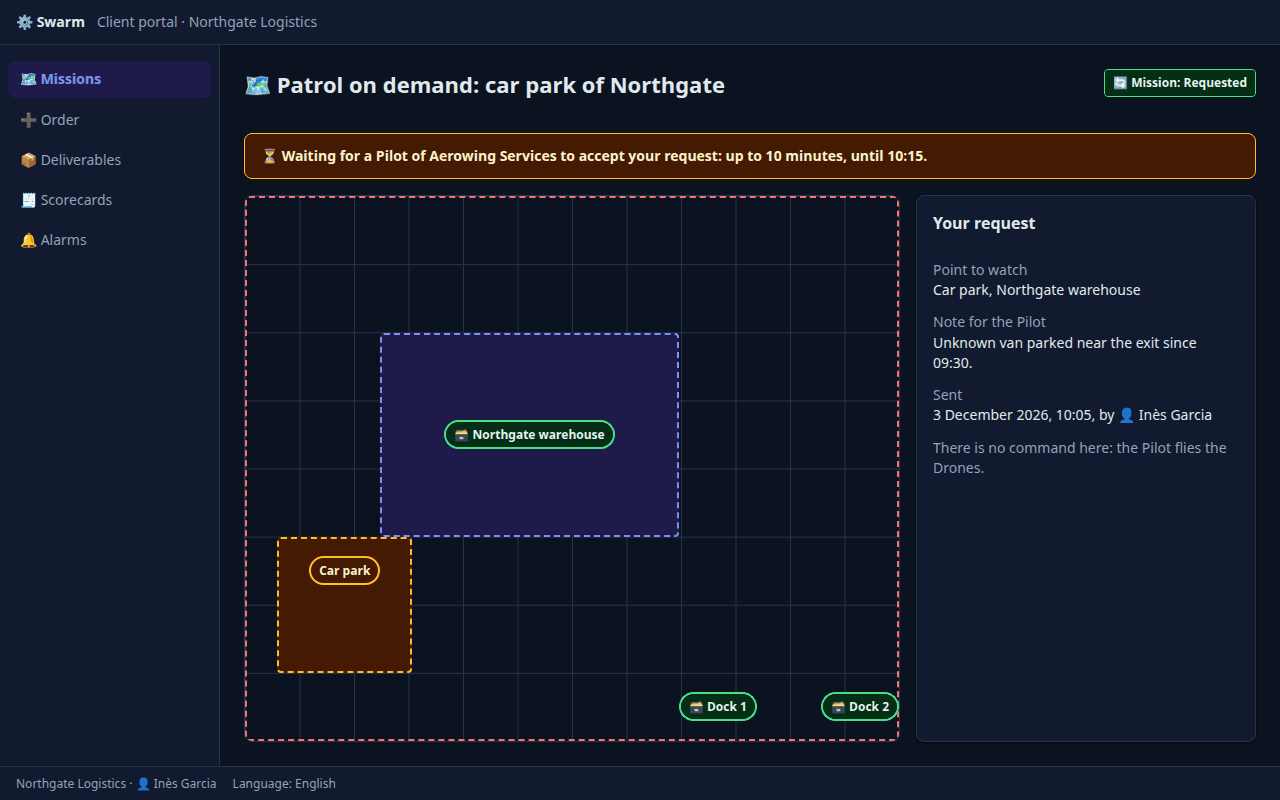 ⚙️ Swarm Client portal · Northgate Logistics
🗺️ Missions
➕ Order
📦 Deliverables
🧾 Scorecards
🔔 Alarms
🗺️ Patrol on demand: car park of Northgate
🔄 Mission: Requested
⏳ Waiting for a Pilot of Aerowing Services to accept your request: up to 10 minutes, until 10:15.
🗃️ Northgate warehouse
Car park
🗃️ Dock 1
🗃️ Dock 2
Your request
Point to watch
Car park, Northgate warehouse
Note for the Pilot
Unknown van parked near the exit since
09:30.
Sent
3 December 2026, 10:05, by 👤 Inès Garcia
There is no command here: the Pilot flies the
Drones.
Northgate Logistics · 👤 Inès Garcia Language: English